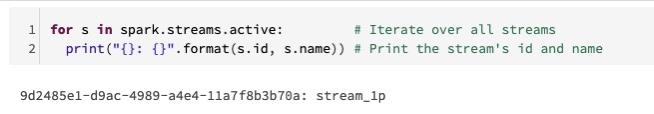 1 for s in spark.streams.active:         # Iterate over all streams
2   print("{}: {}".format(s.id, s.name)) # Print the stream's id and name
9d2485e1-d9ac-4989-a4e4-11a7f8b3b70a: stream_1p